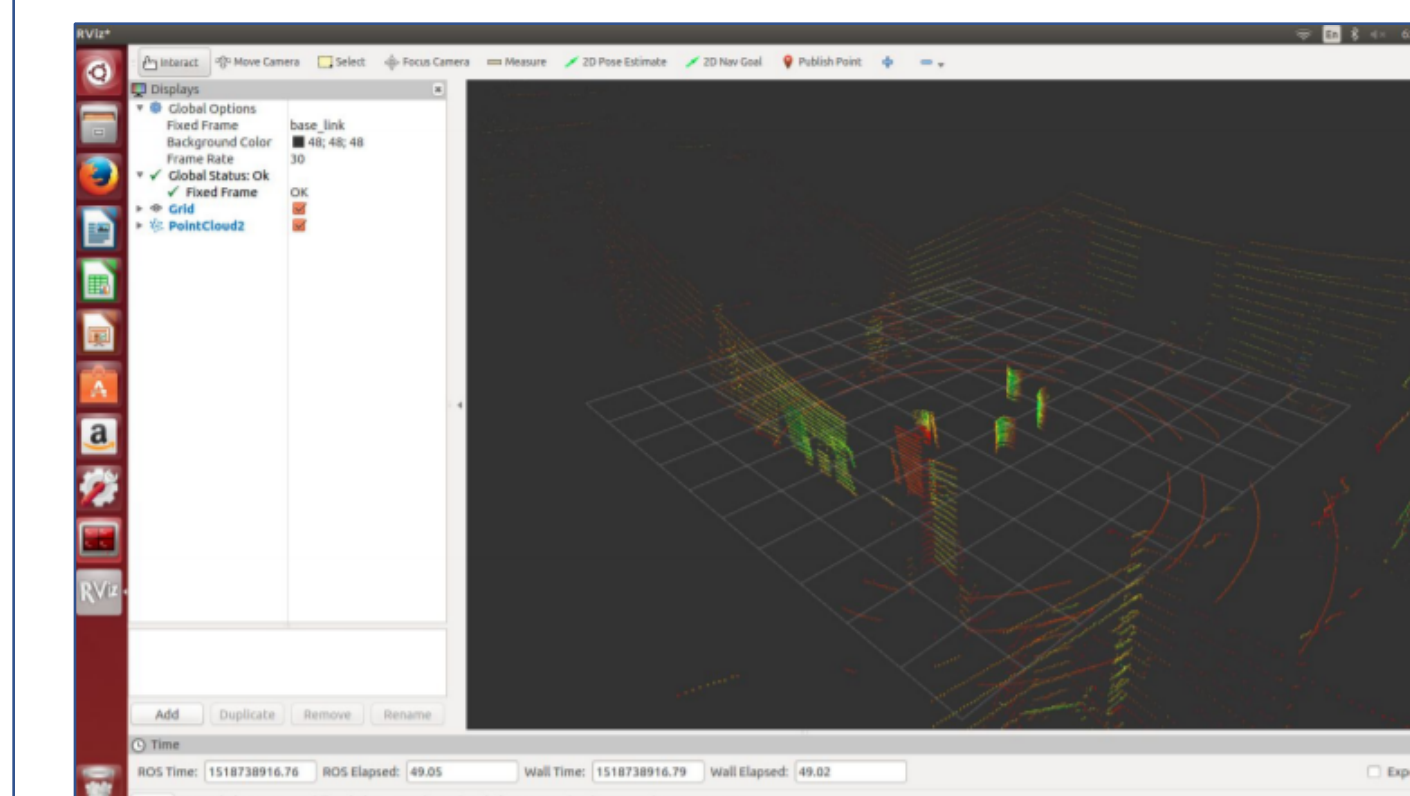 RViz*
En
Interact Move Camera Select Focus Camera Measure 2D Pose Estimate 2D Nav Goal Publish Point
Displays
Global Options
Fixed Frame base_link
Background Color 48; 48; 48
Frame Rate 30
Global Status: Ok
Fixed Frame OK
Grid
PointCloud2
a
RViz
Add Duplicate Remove Rename
Time
ROS Time: 1518738916.76 ROS Elapsed: 49.05 Wall Time: 1518738916.79 Wall Elapsed: 49.02